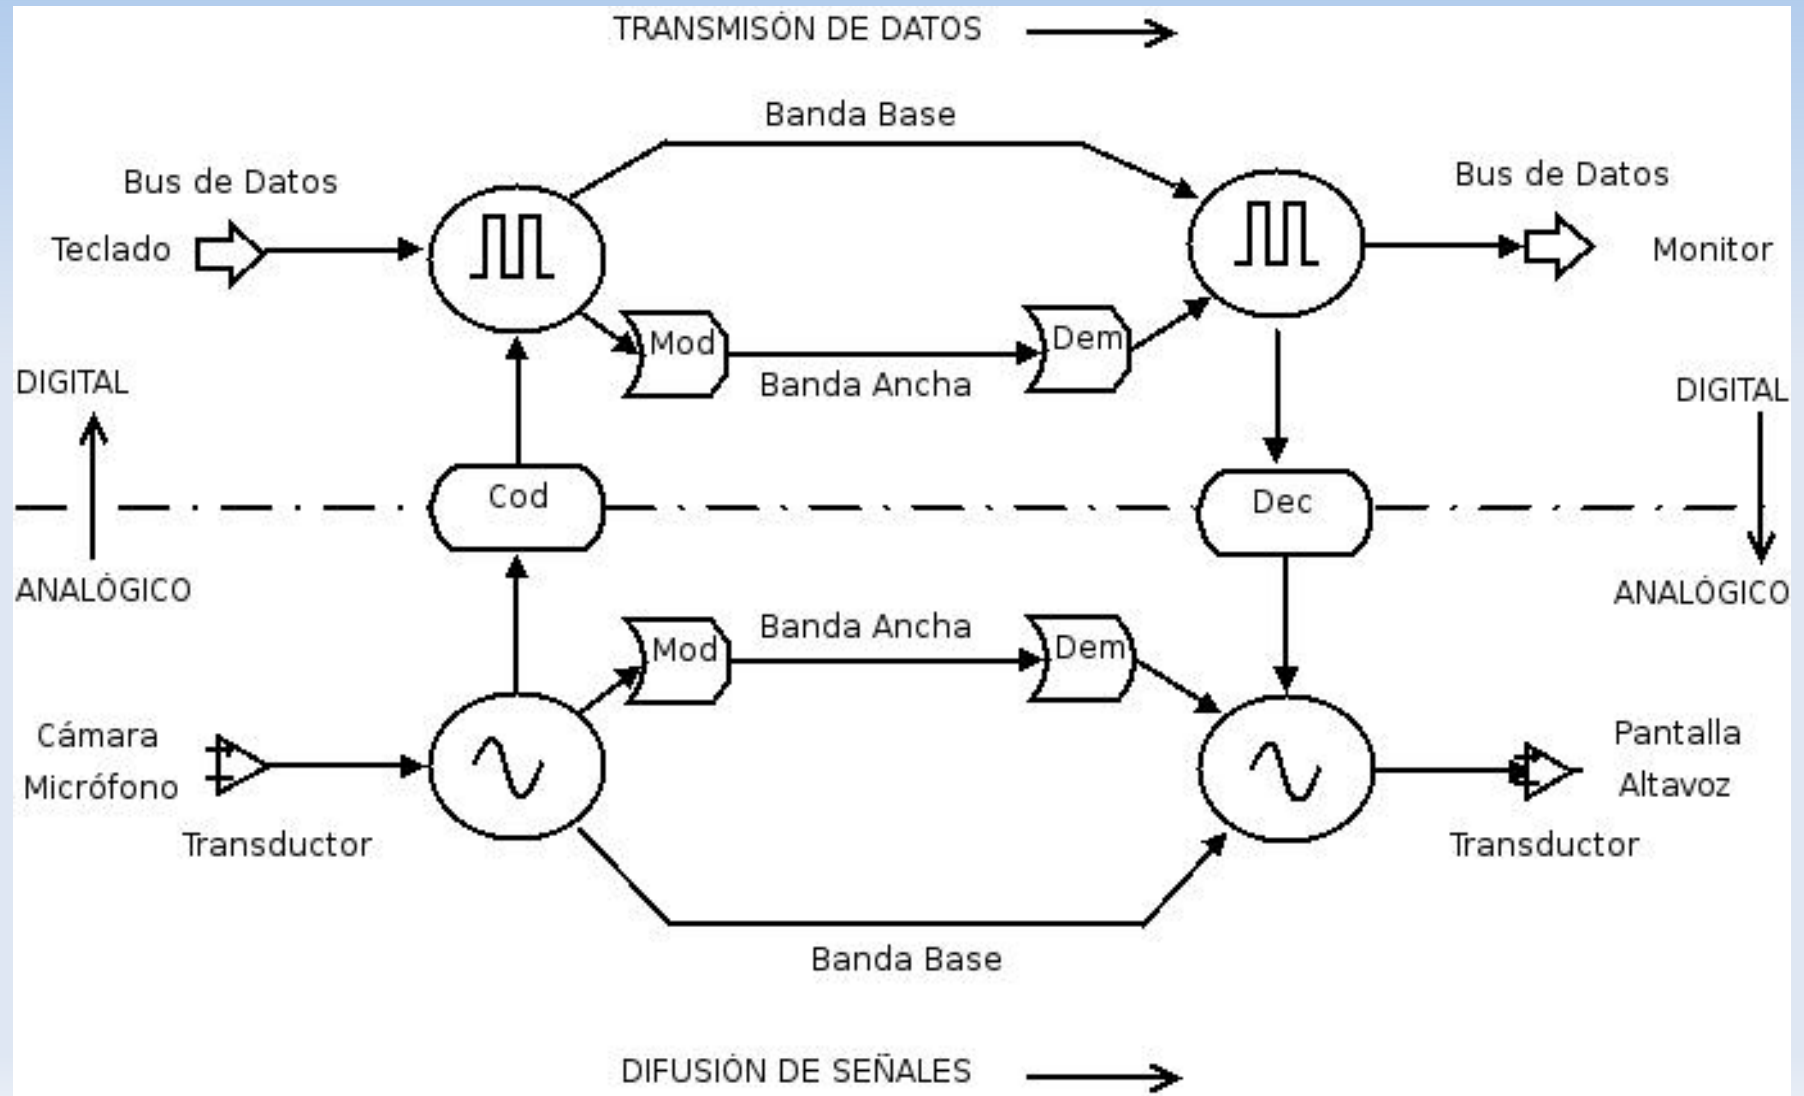 TRANSMISÓN DE DATOS
Banda Base
Bus de Datos
Bus de Datos
Teclado
Monitor
Mod
Dem
Banda Ancha
DIGITAL
DIGITAL
Cod
Dec
ANALÓGICO
ANALÓGICO
Banda Ancha
Mod
Dem
Cámara
Micrófono
Pantalla
Altavoz
Transductor
Transductor
Banda Base
DIFUSIÓN DE SEÑALES